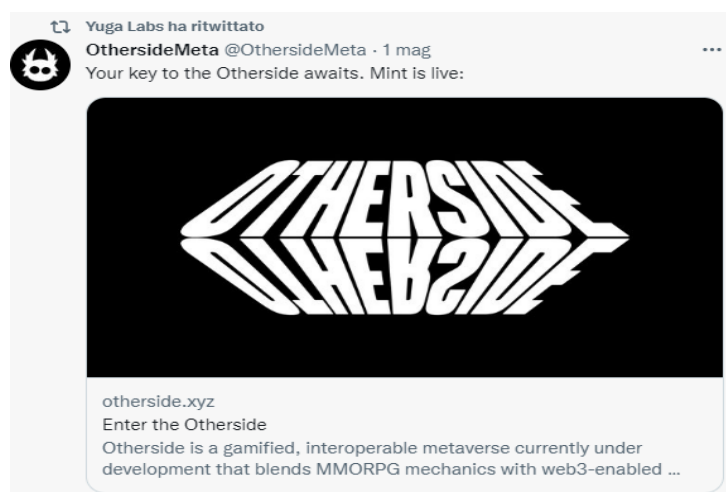 Yuga Labs ha ritwittato
OthersideMeta @OthersideMeta · 1 mag
Your key to the Otherside awaits. Mint is live:
OTHERSIDE
OTHERSIDE
otherside.xyz
Enter the Otherside
Otherside is a gamified, interoperable metaverse currently under
development that blends MMORPG mechanics with web3-enabled ...